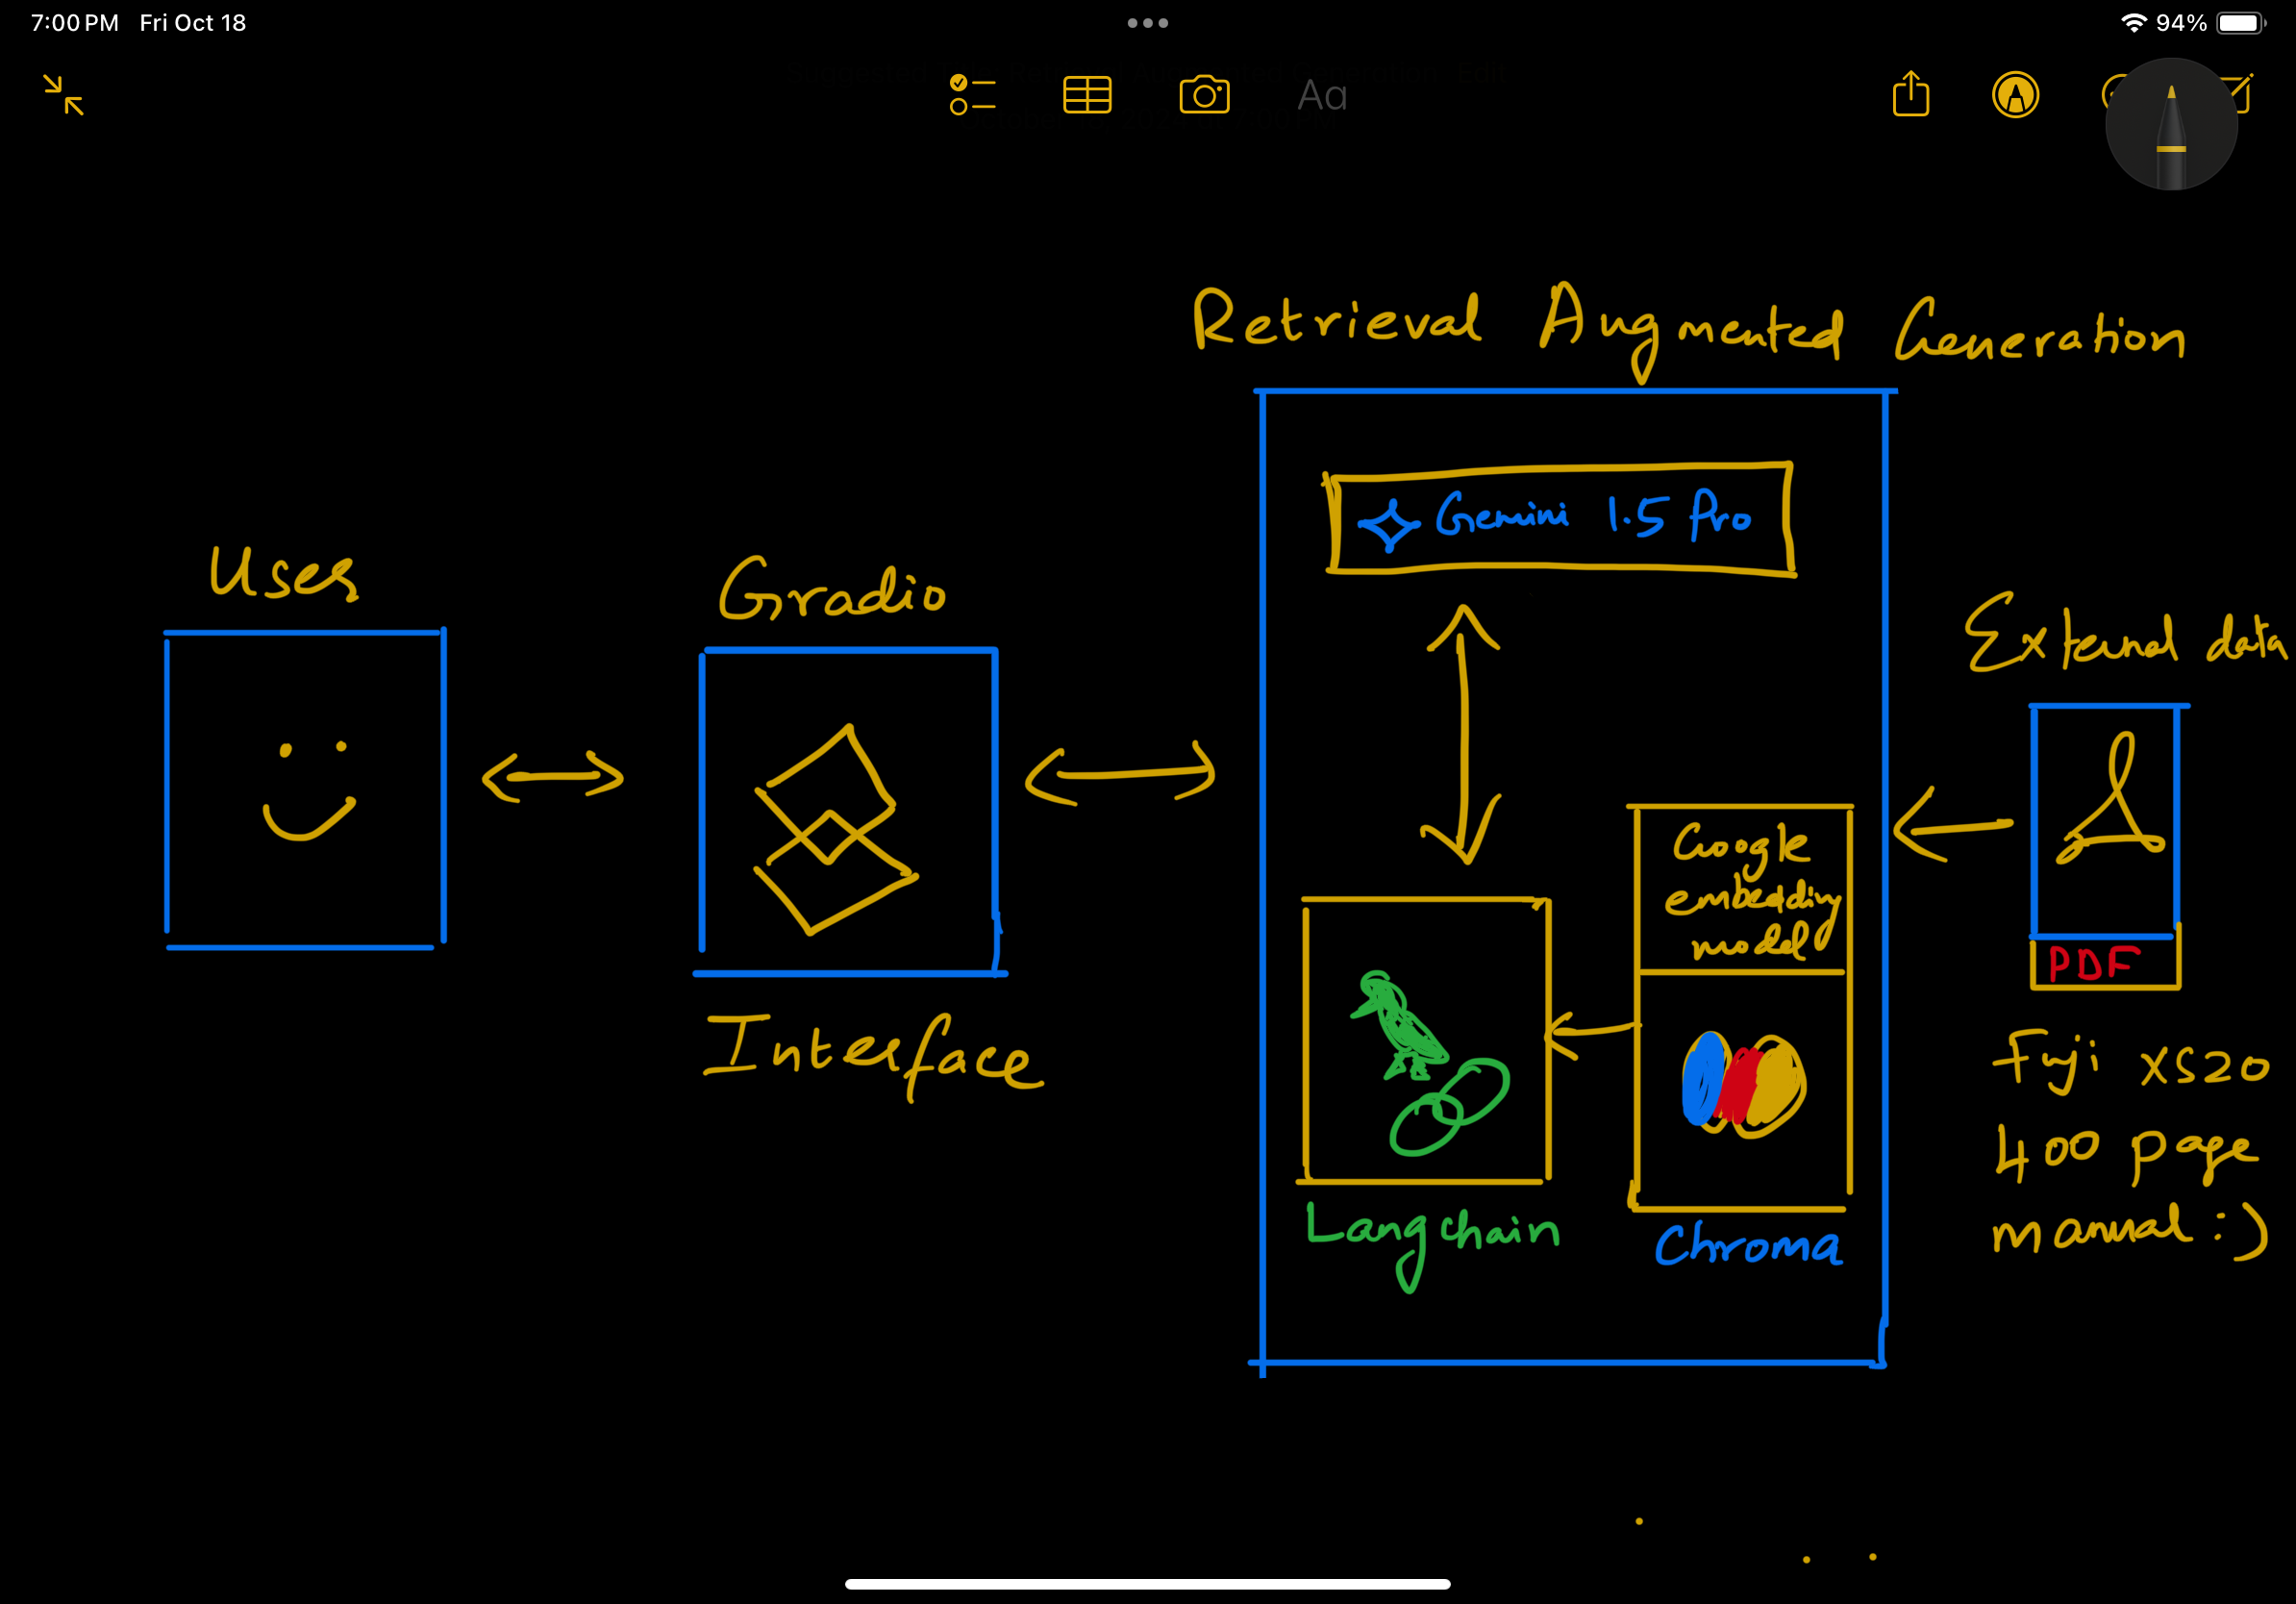 7:00 PM Fri Oct 18
94%
Aa
Retrieval Augmented Generation
Gemini 1.5 Pro
User
Gradio
Interface
Google
embedding
model
Langchain
Chroma
External data
PDF
Fuji XS20
400 page
manual :)